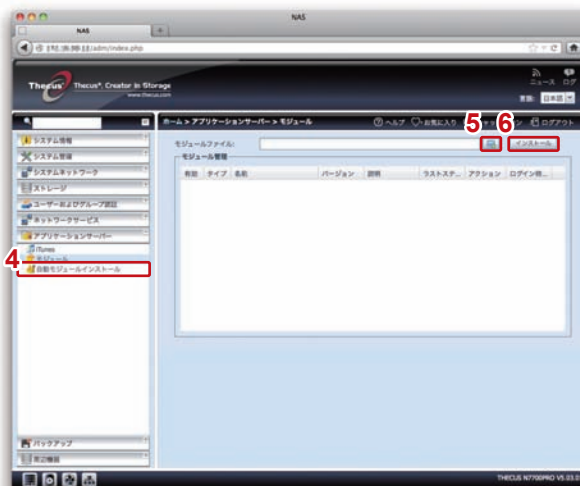 NAS
NAS
/adm/index.php
Thecus
Thecus®, Creator in Storage
www.thecus.com
ニュース ログ
言語: 日本語
ホーム > アプリケーションサーバー > モジュール
ヘルプ お気に入り ログアウト
5 6
システム情報
システム管理
システムネットワーク
ストレージ
ユーザーおよびグループ認証
ネットワークサービス
アプリケーションサーバー
iTunes
モジュール
4
自動モジュールインストール
バックアップ
周辺機器
モジュールファイル:
インストール
モジュール管理
有効 タイプ 名前 バージョン 説明 ラストステ... アクション ログイン...
THECUS N7700PRO V5.03.0